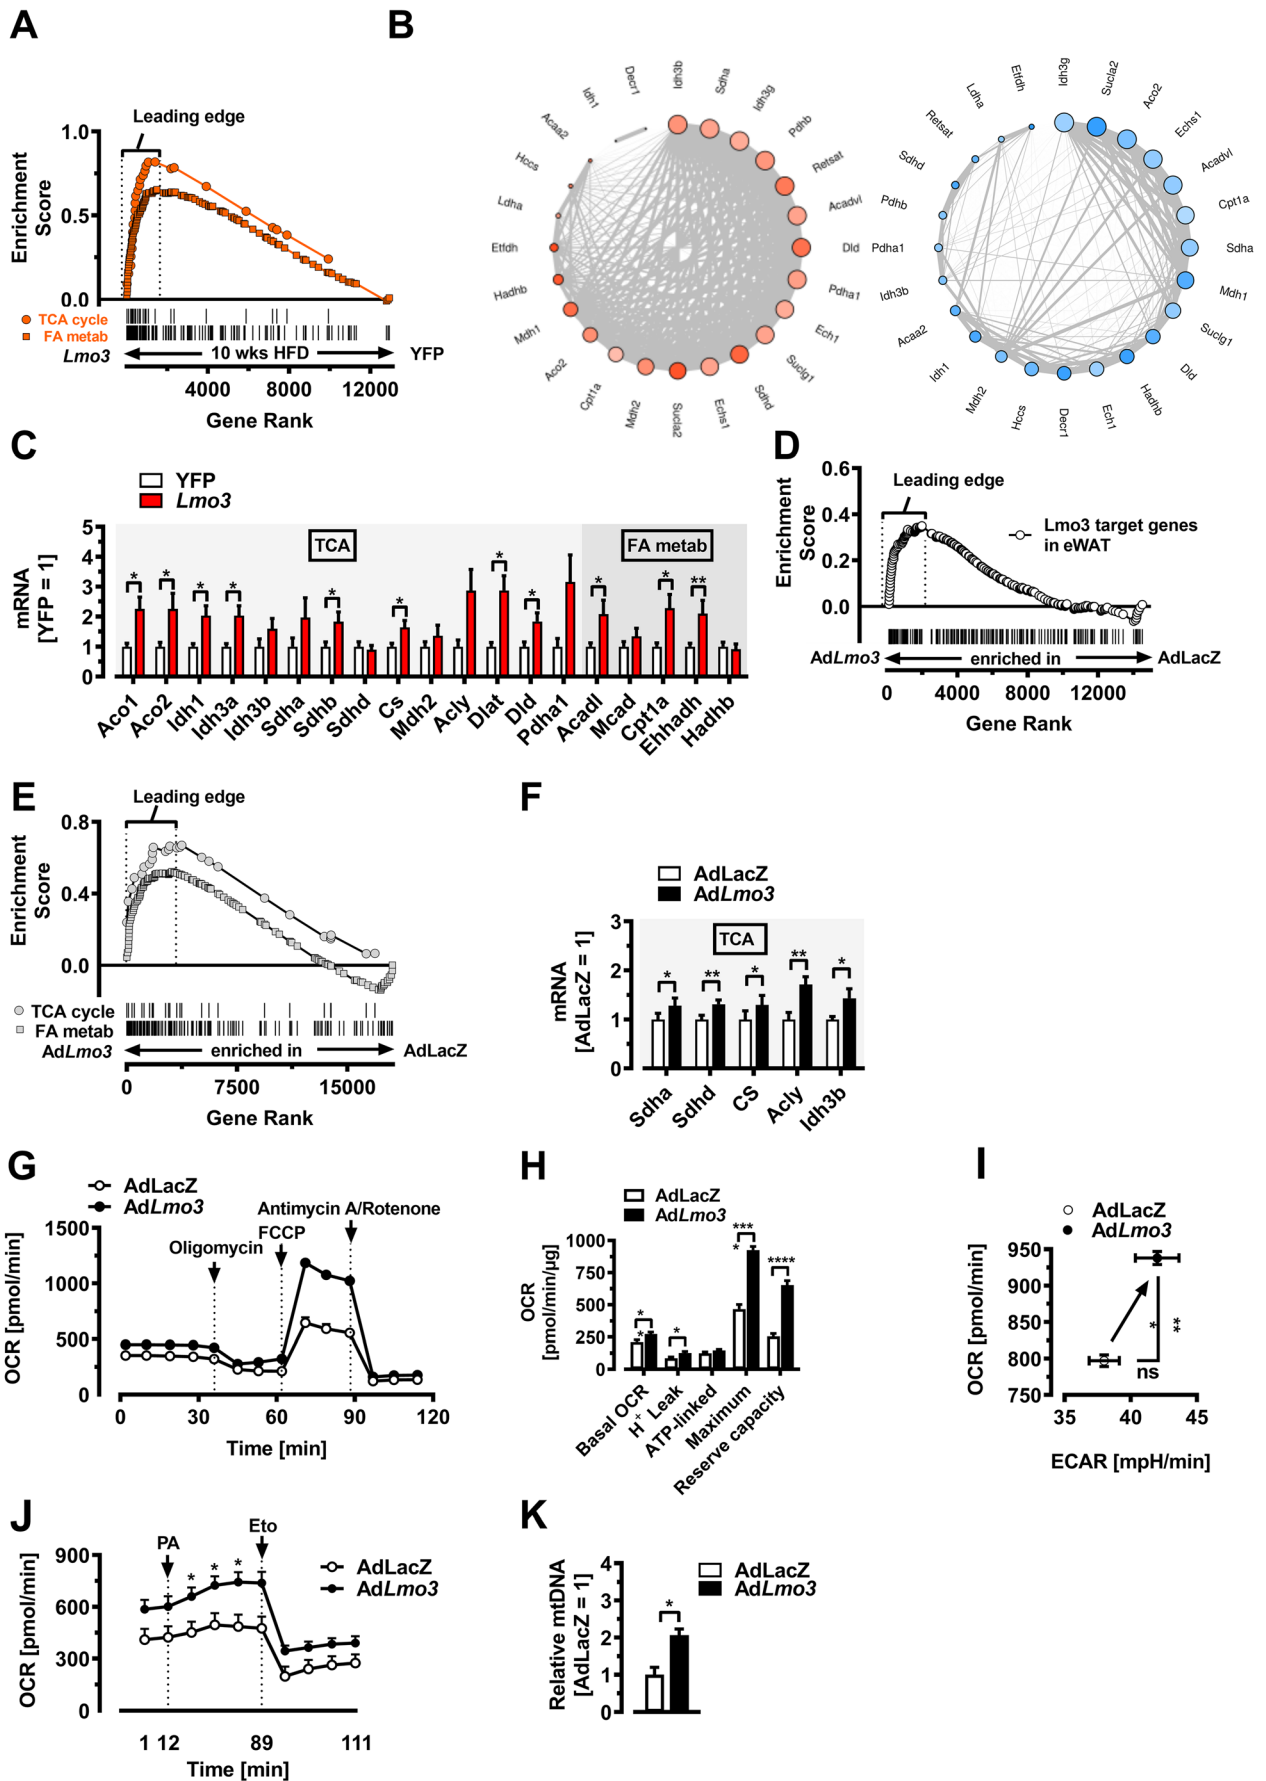 A
Enrichment
Score
Leading edge
1.0
0.5
0.0
TCA cycle
FA metab
Lmo3
10 wks HFD
YFP
4000 8000 12000
Gene Rank
B
Idh3b
Sdha
Idh3g
Pdhb
Retsat
Acadvl
Dld
Pdha1
Ech1
Suclg1
Sdhd
Echs1
Sucla2
Mdh2
Cpt1a
Aco2
Mdh1
Hadhb
Etfdh
Ldha
Hccs
Acaa2
Idh1
Decr1
Idh3g
Sucla2
Aco2
Echs1
Acadvl
Cpt1a
Sdha
Mdh1
Suclg1
Dld
Hadhb
Ech1
Decr1
Hccs
Mdh2
Idh1
Acaa2
Idh3b
Pdha1
Pdhb
Sdhd
Retsat
Ldha
Etfdh
C
YFP
Lmo3
mRNA
[YFP = 1]
5
4
3
2
1
0
TCA
FA metab
* * * * * * * * * * **
Aco1 Aco2 Idh1 Idh3a Idh3b Sdha Sdhb Sdhd Cs Mdh2 Acly Dlat Dld Pdha1 Acadl Mcad Cpt1a Ehhadh Hadhb
D
Enrichment
Score
0.6
0.4
0.2
0.0
Leading edge
Lmo3 target genes
in eWAT
AdLmo3
enriched in
AdLacZ
0 4000 8000 12000
Gene Rank
E
Enrichment
Score
Leading edge
0.8
0.4
0.0
TCA cycle
FA metab
AdLmo3
enriched in
AdLacZ
0 7500 15000
Gene Rank
F
AdLacZ
AdLmo3
mRNA
[AdLacZ = 1]
3
2
1
0
TCA
* ** * ** *
Sdha Sdhd CS Acly Idh3b
G
AdLacZ
AdLmo3
OCR [pmol/min]
1500
1000
500
0
Oligomycin
FCCP
Antimycin A/Rotenone
0 30 60 90 120
Time [min]
H
AdLacZ
AdLmo3
OCR
[pmol/min/µg]
1000
750
500
250
0
*
*
*
***
*
****
Basal OCR
H+ Leak
ATP-linked
Maximum
Reserve capacity
I
AdLacZ
AdLmo3
OCR [pmol/min]
950
900
850
800
750
*
**
ns
35 40 45
ECAR [mpH/min]
J
PA
Eto
AdLacZ
AdLmo3
OCR [pmol/min]
900
600
300
0
* * *
1 12 89 111
Time [min]
K
AdLacZ
AdLmo3
Relative mtDNA
[AdLacZ = 1]
4
3
2
1
0
*